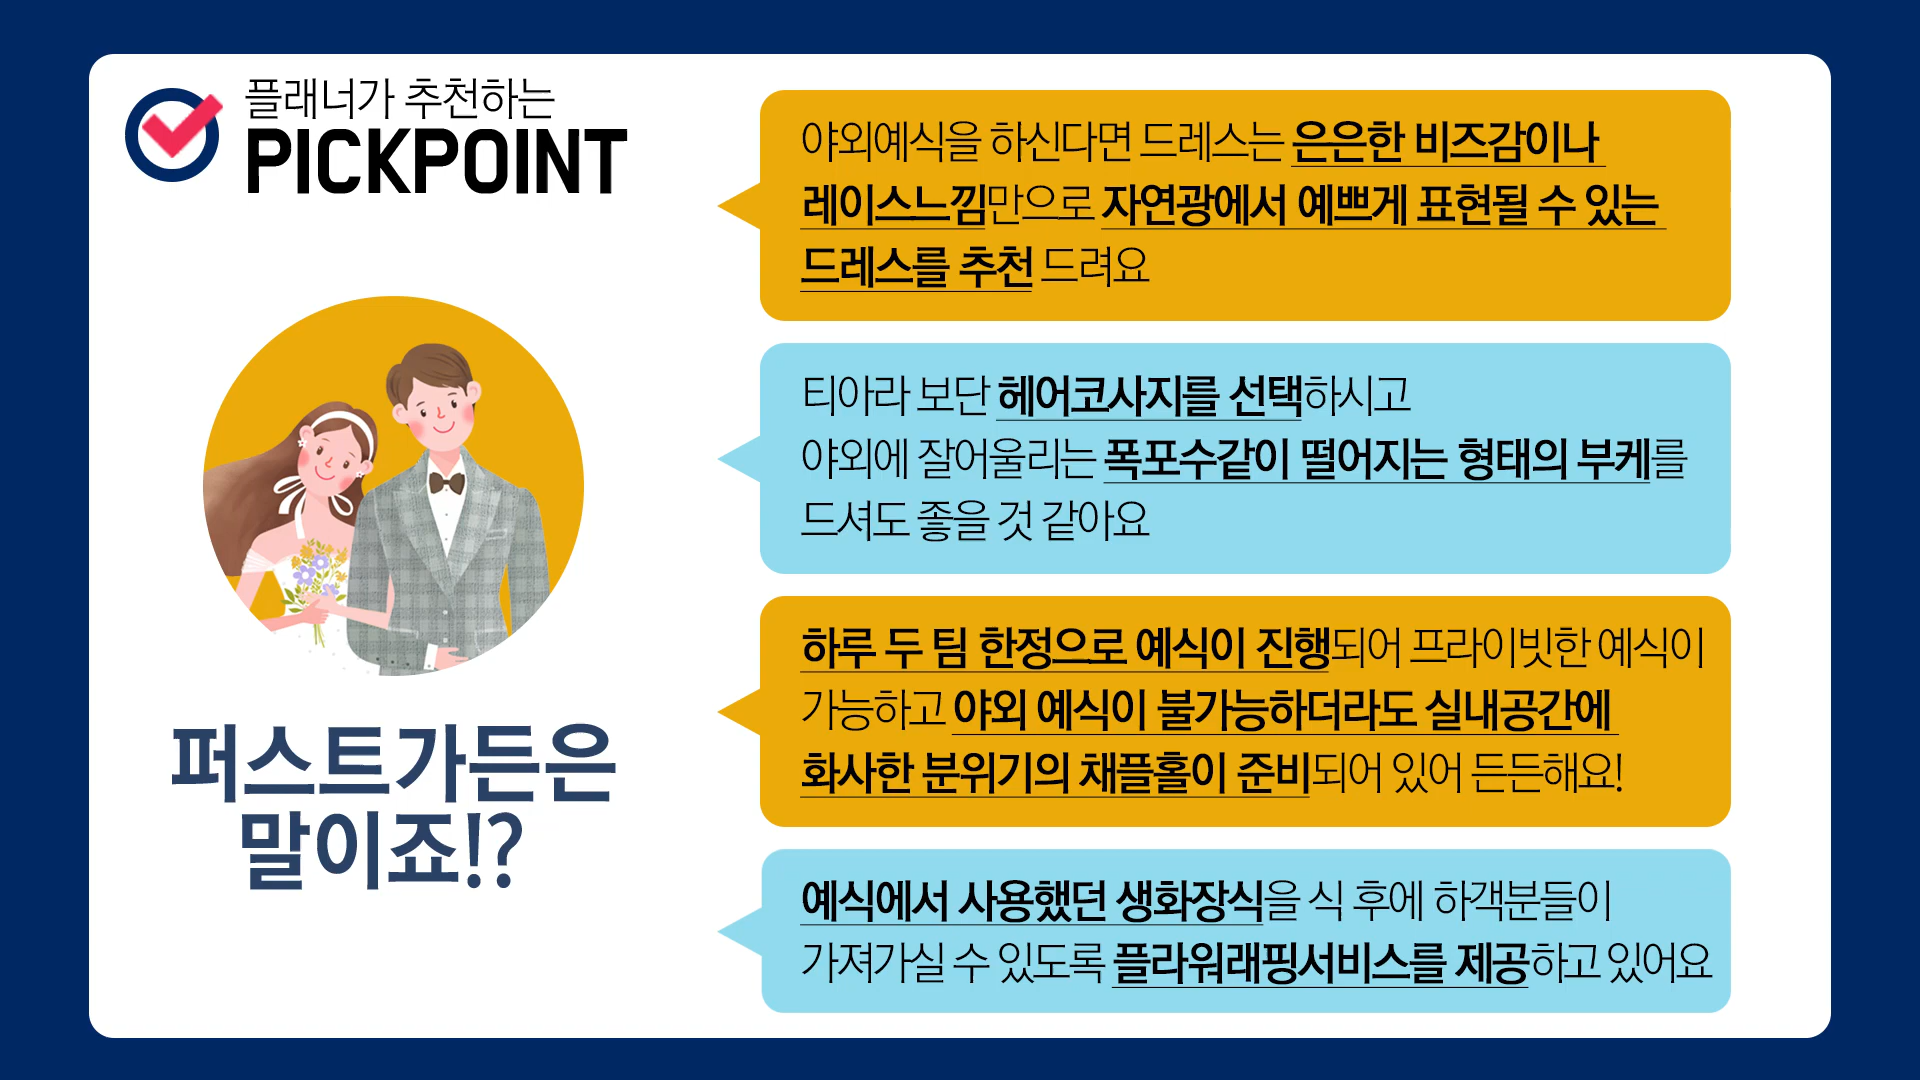 플래너가 추천하는
PICKPOINT
퍼스트가든은
말이죠!?
야외예식을 하신다면 드레스는 은은한 비즈감이나
레이스느낌만으로 자연광에서 예쁘게 표현될 수 있는
드레스를 추천 드려요
티아라 보단 헤어코사지를 선택하시고
야외에 잘어울리는 폭포수같이 떨어지는 형태의 부케를
드셔도 좋을 것 같아요
하루 두 팀 한정으로 예식이 진행되어 프라이빗한 예식이
가능하고 야외 예식이 불가능하더라도 실내공간에
화사한 분위기의 채플홀이 준비되어 있어 든든해요!
예식에서 사용했던 생화장식을 식 후에 하객분들이
가져가실 수 있도록 플라워래핑서비스를 제공하고 있어요